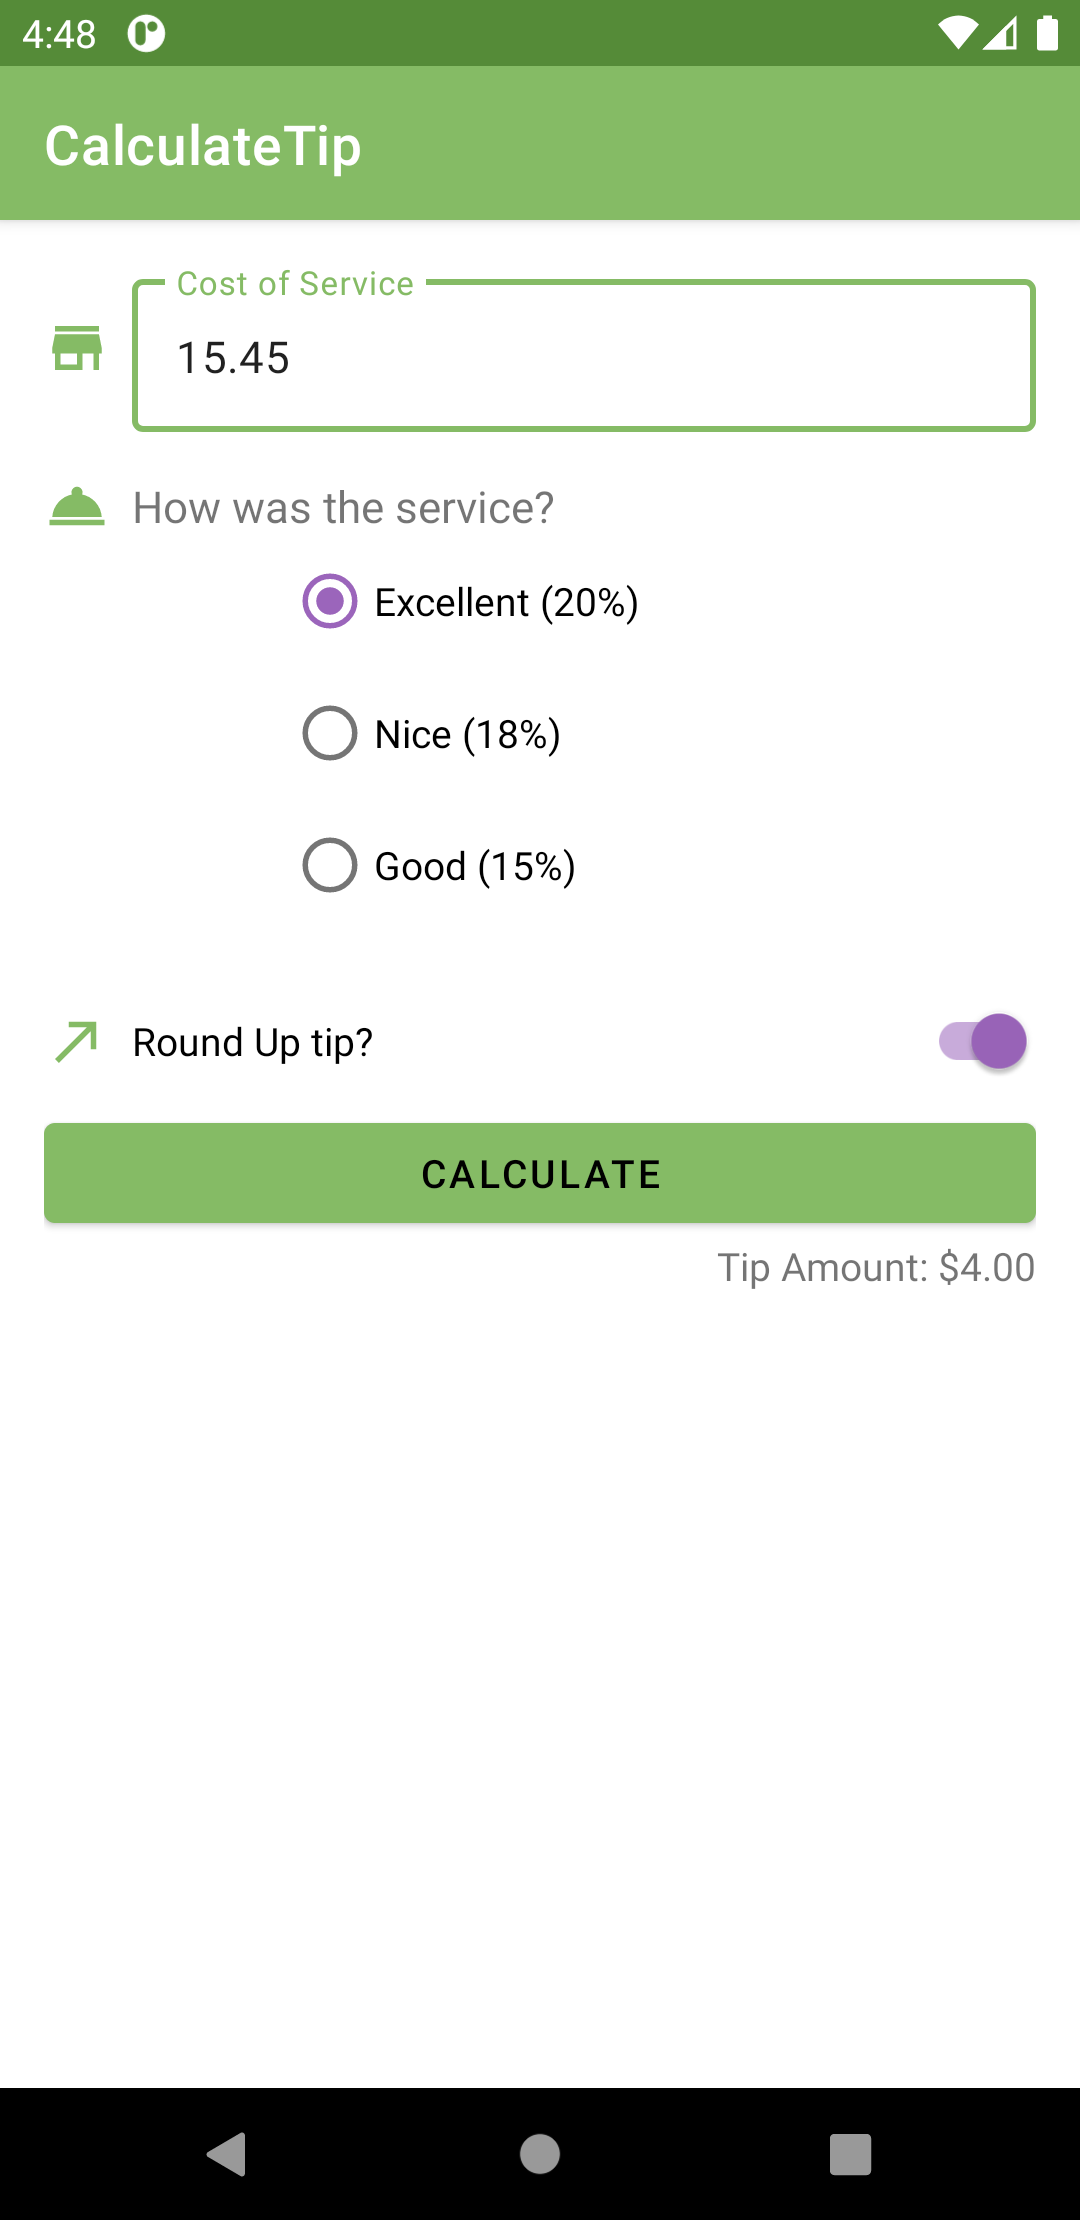 4:48
CalculateTip
Cost of Service
15.45
How was the service?
Excellent (20%)
Nice (18%)
Good (15%)
Round Up tip?
CALCULATE
Tip Amount: $4.00